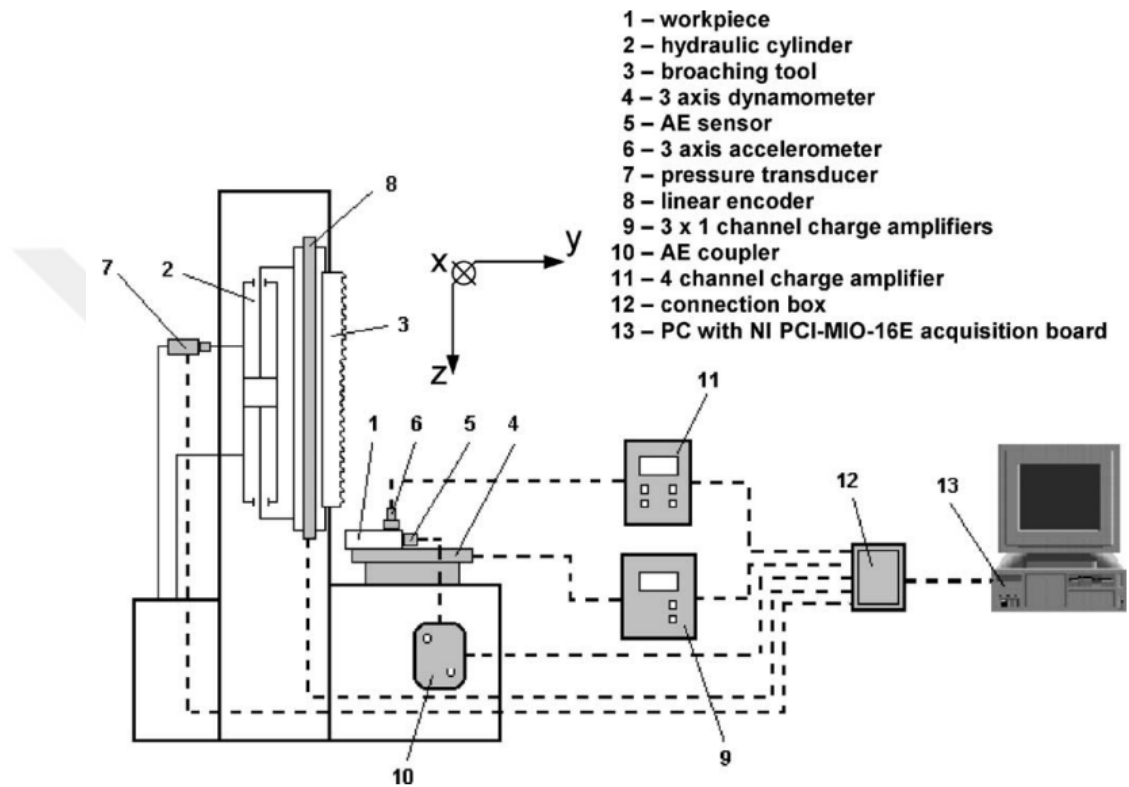 1 – workpiece
2 – hydraulic cylinder
3 – broaching tool
4 – 3 axis dynamometer
5 – AE sensor
6 – 3 axis accelerometer
7 – pressure transducer
8 – linear encoder
9 – 3 x 1 channel charge amplifiers
10 – AE coupler
11 – 4 channel charge amplifier
12 – connection box
13 – PC with NI PCI-MIO-16E acquisition board
8
y
x
2
7
3
z
11
1
6
5
4
12
13
10
9